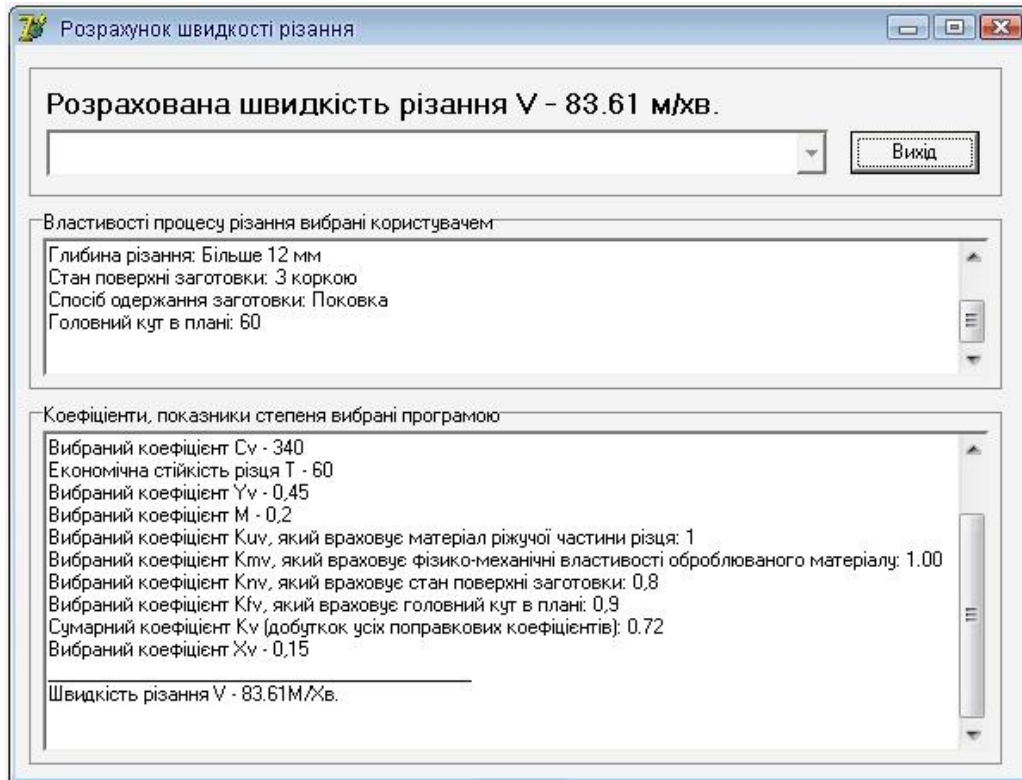 Розрахунок швидкості різання
Розрахована швидкість різання V - 83.61 м/хв.
Вихід
Властивості процесу різання вибрані користувачем
Глибина різання: Більше 12 мм
Стан поверхні заготовки: З коркою
Спосіб одержання заготовки: Поковка
Головний кут в плані: 60
Коефіцієнти, показники степеня вибрані програмою
Вибраний коефіцієнт Cv - 340
Економічна стійкість різця T - 60
Вибраний коефіцієнт Yv - 0,45
Вибраний коефіцієнт M - 0,2
Вибраний коефіцієнт Kuv, який враховує матеріал ріжучої частини різця: 1
Вибраний коефіцієнт Kmv, який враховує фізико-механічні властивості оброблюваного матеріалу: 1.00
Вибраний коефіцієнт Knv, який враховує стан поверхні заготовки: 0,8
Вибраний коефіцієнт Kfv, який враховує головний кут в плані: 0,9
Сумарний коефіцієнт Kv (добуткок усіх поправкових коефіцієнтів): 0.72
Вибраний коефіцієнт Xv - 0,15
Швидкість різання V - 83.61М/Хв.